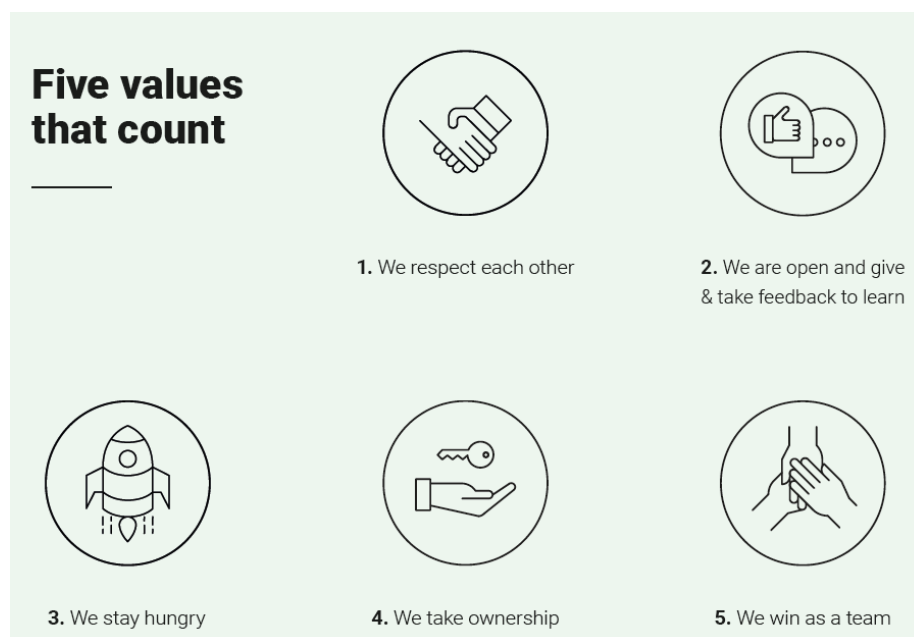 Five values
that count
1. We respect each other
2. We are open and give
& take feedback to learn
3. We stay hungry
4. We take ownership
5. We win as a team